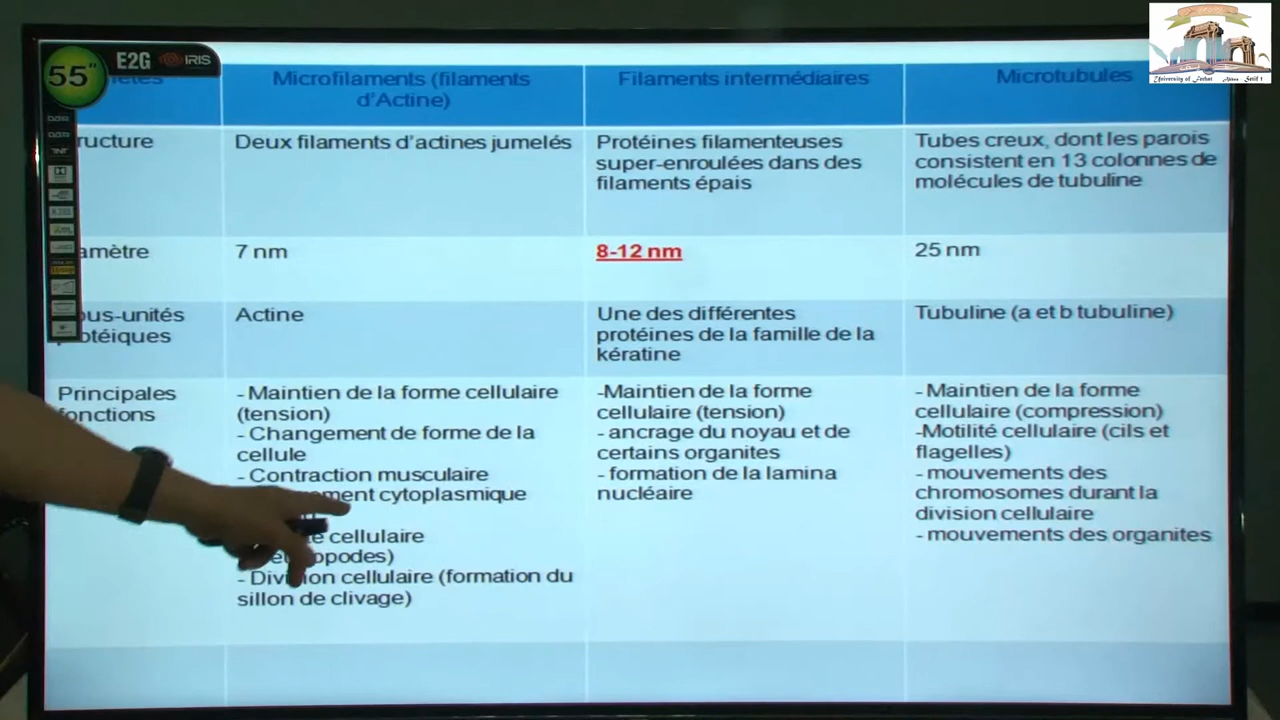 55"
E2G IRIS
Microfilaments (filaments
d'Actine)
Filaments intermédiaires
Microtubules
ructure
Deux filaments d'actines jumelés
Protéines filamenteuses
super-enroulées dans des
filaments épais
Tubes creux, dont les parois
consistent en 13 colonnes de
molécules de tubuline
amètre
7 nm
8-12 nm
25 nm
ous-unités
otéiques
Actine
Une des différentes
protéines de la famille de la
kératine
Tubuline (a et b tubuline)
Principales
fonctions
- Maintien de la forme cellulaire
(tension)
- Changement de forme de la
cellule
- Contraction musculaire
cytoplasmique
cellulaire
- Division cellulaire (formation du
sillon de clivage)
-Maintien de la forme
cellulaire (tension)
- ancrage du noyau et de
certains organites
- formation de la lamina
nucléaire
- Maintien de la forme
cellulaire (compression)
-Motilité cellulaire (cils et
flagelles)
- mouvements des
chromosomes durant la
division cellulaire
- mouvements des organites
University of Ferhat Abbas - Setif 1